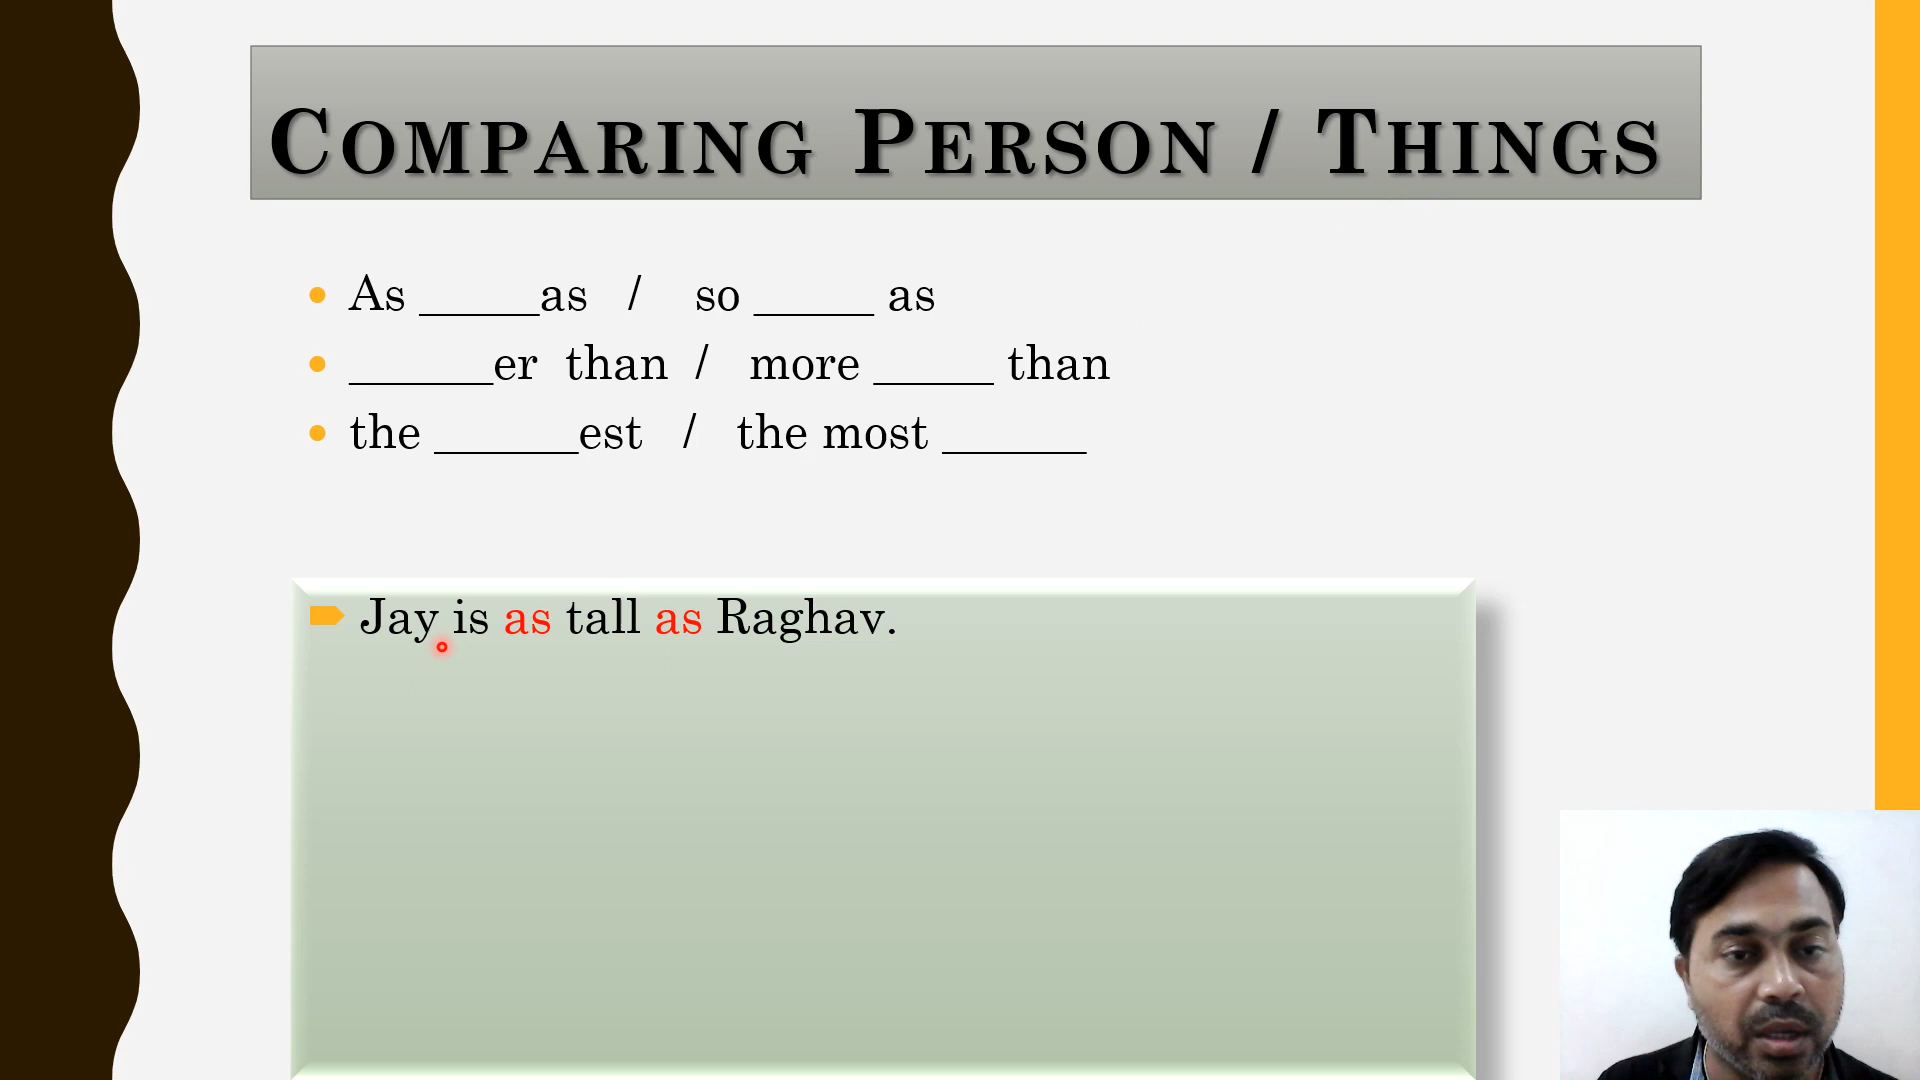 Comparing Person / Things
As _____as / so _____ as
______er than / more _____ than
the ______est / the most ______
Jay is as tall as Raghav.